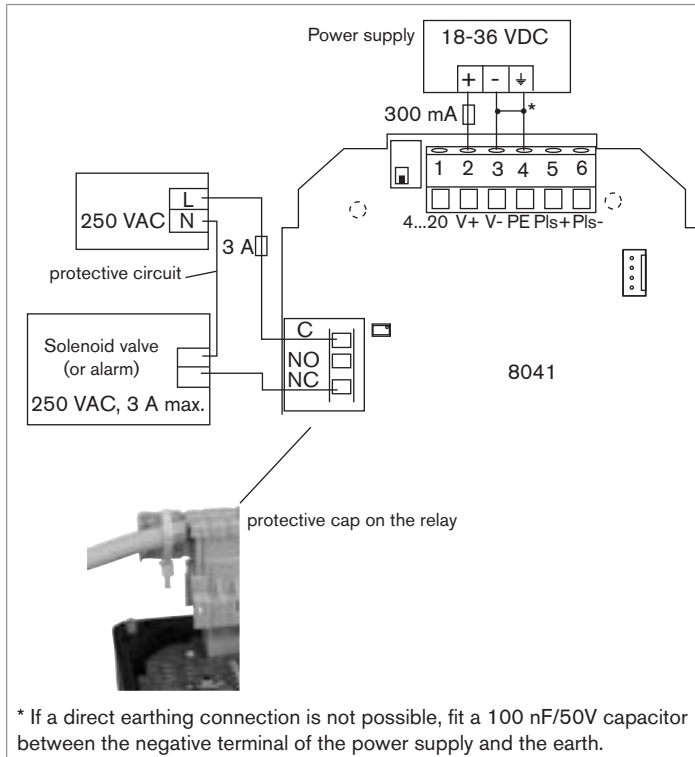 Power supply
18-36 VDC
+ - ⏚
300 mA
*
1 2 3 4 5 6
4...20 V+ V- PE Pls+ Pls-
L
250 VAC N
3 A
protective circuit
Solenoid valve
(or alarm)
250 VAC, 3 A max.
C
NO
NC
8041
protective cap on the relay
* If a direct earthing connection is not possible, fit a 100 nF/50V capacitor
between the negative terminal of the power supply and the earth.